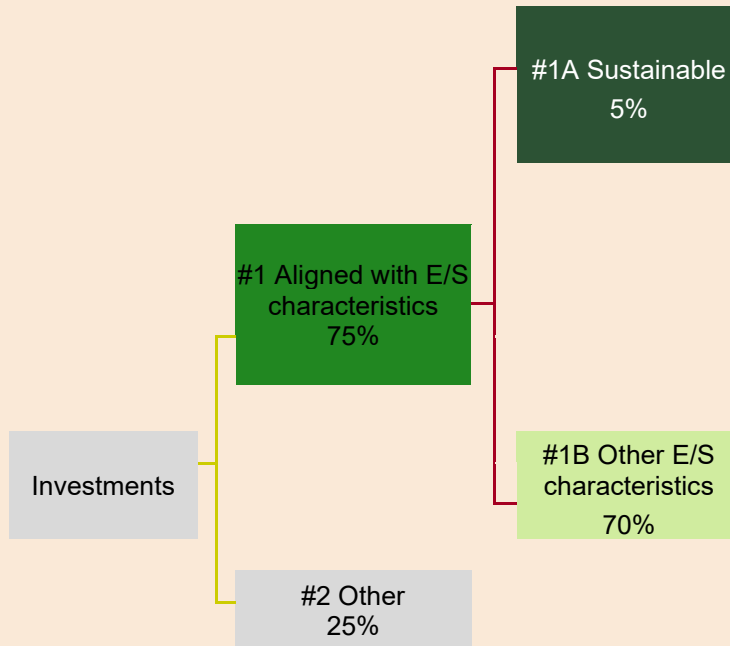 #1A Sustainable
5%
#1 Aligned with E/S
characteristics
75%
Investments
#1B Other E/S
characteristics
70%
#2 Other
25%